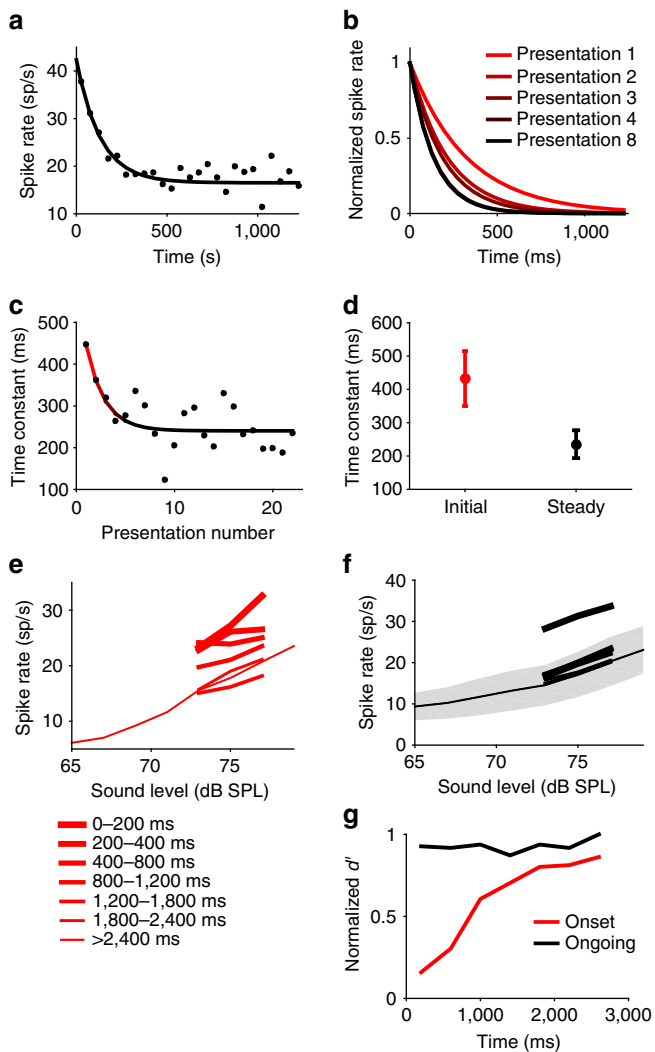 a
Spike rate (sp/s)
40
30
20
10
0
500
1,000
Time (s)
b
Normalized spike rate
1
0.5
0
0
500
1,000
Time (ms)
Presentation 1
Presentation 2
Presentation 3
Presentation 4
Presentation 8
c
Time constant (ms)
500
400
300
200
100
0
10
20
Presentation number
d
Time constant (ms)
600
500
400
300
200
100
Initial
Steady
e
Spike rate (sp/s)
30
20
10
65
70
75
Sound level (dB SPL)
0–200 ms
200–400 ms
400–800 ms
800–1,200 ms
1,200–1,800 ms
1,800–2,400 ms
>2,400 ms
f
Spike rate (sp/s)
40
30
20
10
0
65
70
75
Sound level (dB SPL)
g
Normalized d′
1
0.5
0
0
1,000
2,000
3,000
Time (ms)
Onset
Ongoing